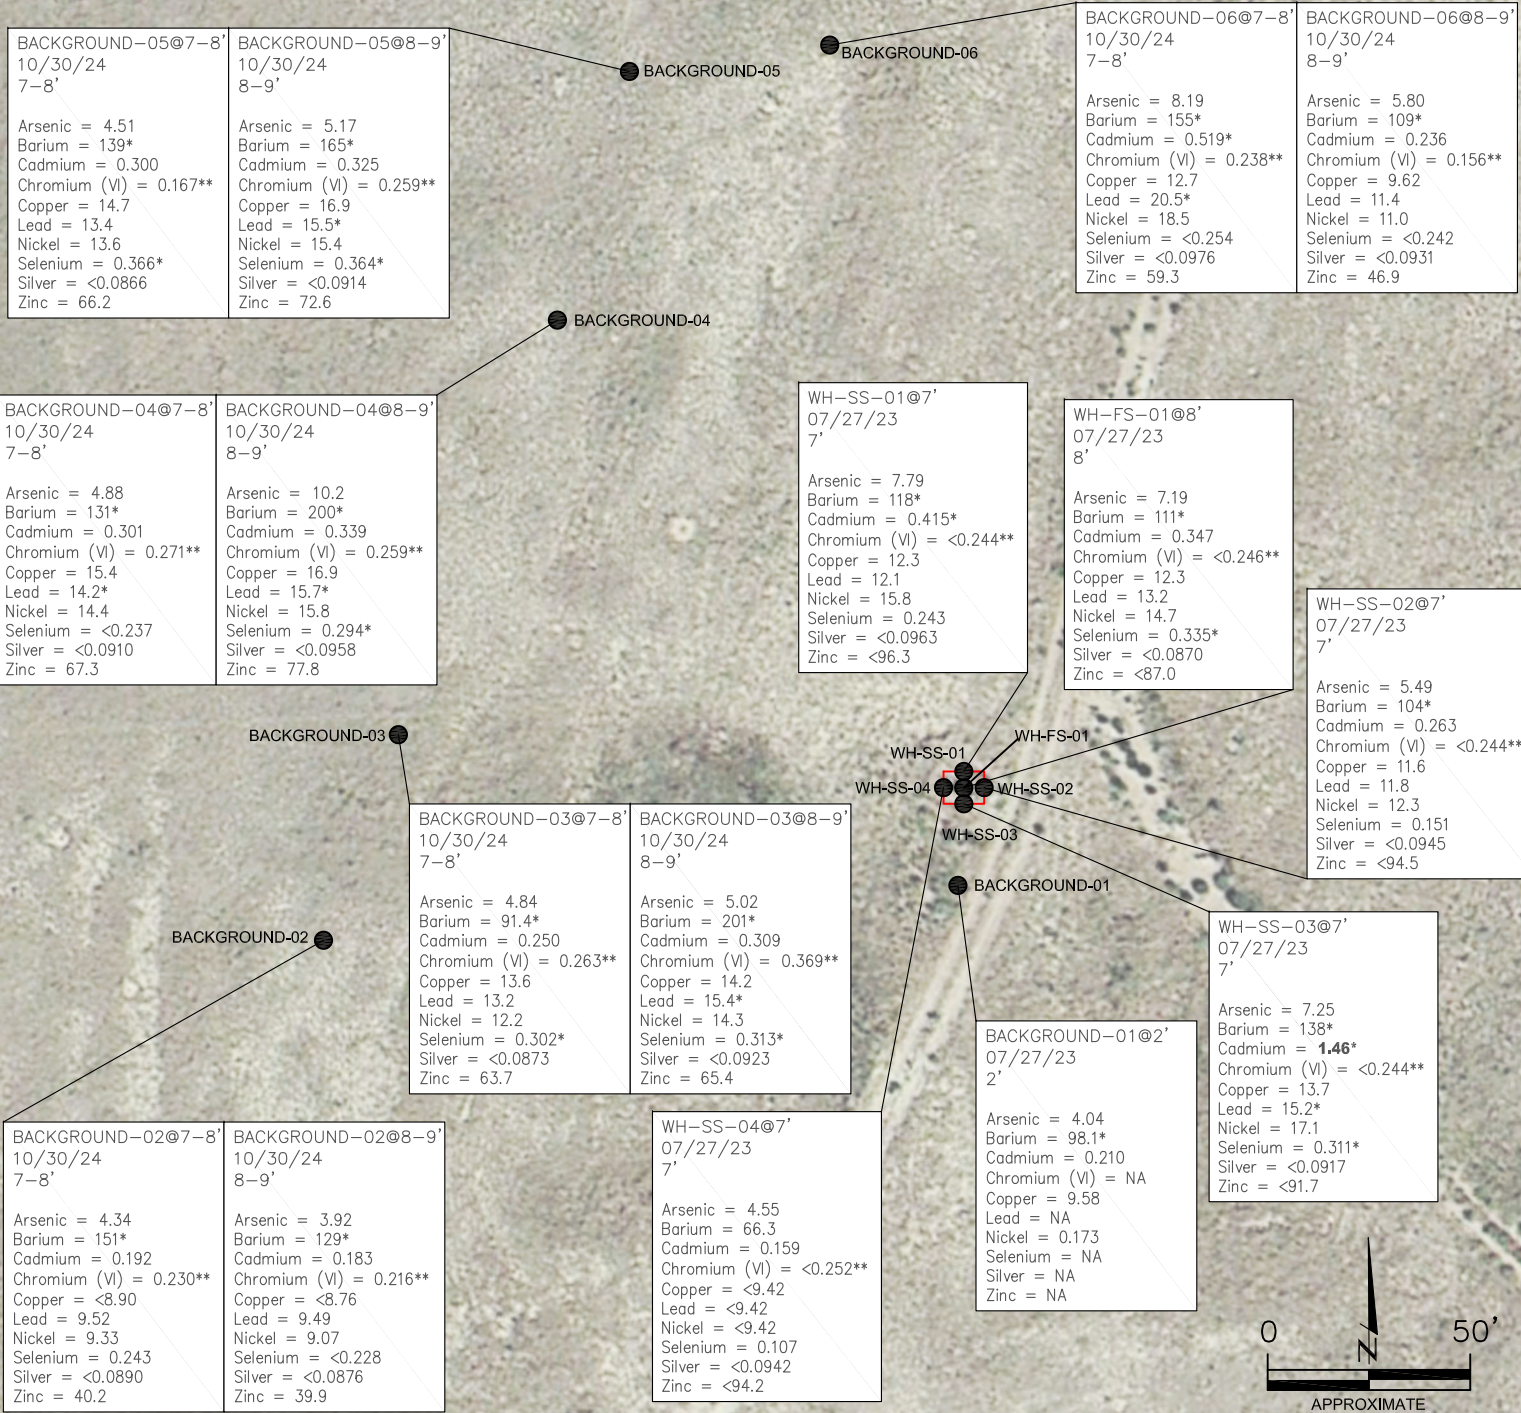 BACKGROUND-05@7-8'
10/30/24
7-8'
Arsenic = 4.51
Barium = 139*
Cadmium = 0.300
Chromium (VI) = 0.167**
Copper = 14.7
Lead = 13.4
Nickel = 13.6
Selenium = 0.366*
Silver = <0.0866
Zinc = 66.2
BACKGROUND-05@8-9'
10/30/24
8-9'
Arsenic = 5.17
Barium = 165*
Cadmium = 0.325
Chromium (VI) = 0.259**
Copper = 16.9
Lead = 15.5*
Nickel = 15.4
Selenium = 0.364*
Silver = <0.0914
Zinc = 72.6
BACKGROUND-05
BACKGROUND-06
BACKGROUND-06@7-8'
10/30/24
7-8'
Arsenic = 8.19
Barium = 155*
Cadmium = 0.519*
Chromium (VI) = 0.238**
Copper = 12.7
Lead = 20.5*
Nickel = 18.5
Selenium = <0.254
Silver = <0.0976
Zinc = 59.3
BACKGROUND-06@8-9'
10/30/24
8-9'
Arsenic = 5.80
Barium = 109*
Cadmium = 0.236
Chromium (VI) = 0.156**
Copper = 9.62
Lead = 11.4
Nickel = 11.0
Selenium = <0.242
Silver = <0.0931
Zinc = 46.9
BACKGROUND-04
BACKGROUND-04@7-8'
10/30/24
7-8'
Arsenic = 4.88
Barium = 131*
Cadmium = 0.301
Chromium (VI) = 0.271**
Copper = 15.4
Lead = 14.2*
Nickel = 14.4
Selenium = <0.237
Silver = <0.0910
Zinc = 67.3
BACKGROUND-04@8-9'
10/30/24
8-9'
Arsenic = 10.2
Barium = 200*
Cadmium = 0.339
Chromium (VI) = 0.259**
Copper = 16.9
Lead = 15.7*
Nickel = 15.8
Selenium = 0.294*
Silver = <0.0958
Zinc = 77.8
WH-SS-01@7'
07/27/23
7'
Arsenic = 7.79
Barium = 118*
Cadmium = 0.415*
Chromium (VI) = <0.244**
Copper = 12.3
Lead = 12.1
Nickel = 15.8
Selenium = 0.243
Silver = <0.0963
Zinc = <96.3
WH-FS-01@8'
07/27/23
8'
Arsenic = 7.19
Barium = 111*
Cadmium = 0.347
Chromium (VI) = <0.246**
Copper = 12.3
Lead = 13.2
Nickel = 14.7
Selenium = 0.335*
Silver = <0.0870
Zinc = <87.0
WH-SS-02@7'
07/27/23
7'
Arsenic = 5.49
Barium = 104*
Cadmium = 0.263
Chromium (VI) = <0.244**
Copper = 11.6
Lead = 11.8
Nickel = 12.3
Selenium = 0.151
Silver = <0.0945
Zinc = <94.5
BACKGROUND-03
WH-SS-01
WH-FS-01
WH-SS-04
WH-SS-02
WH-SS-03
BACKGROUND-01
BACKGROUND-03@7-8'
10/30/24
7-8'
Arsenic = 4.84
Barium = 91.4*
Cadmium = 0.250
Chromium (VI) = 0.263**
Copper = 13.6
Lead = 13.2
Nickel = 12.2
Selenium = 0.302*
Silver = <0.0873
Zinc = 63.7
BACKGROUND-03@8-9'
10/30/24
8-9'
Arsenic = 5.02
Barium = 201*
Cadmium = 0.309
Chromium (VI) = 0.369**
Copper = 14.2
Lead = 15.4*
Nickel = 14.3
Selenium = 0.313*
Silver = <0.0923
Zinc = 65.4
BACKGROUND-02
WH-SS-03@7'
07/27/23
7'
Arsenic = 7.25
Barium = 138*
Cadmium = 1.46*
Chromium (VI) = <0.244**
Copper = 13.7
Lead = 15.2*
Nickel = 17.1
Selenium = 0.311*
Silver = <0.0917
Zinc = <91.7
BACKGROUND-01@2'
07/27/23
2'
Arsenic = 4.04
Barium = 98.1*
Cadmium = 0.210
Chromium (VI) = NA
Copper = 9.58
Lead = NA
Nickel = 0.173
Selenium = NA
Silver = NA
Zinc = NA
BACKGROUND-02@7-8'
10/30/24
7-8'
Arsenic = 4.34
Barium = 151*
Cadmium = 0.192
Chromium (VI) = 0.230**
Copper = <8.90
Lead = 9.52
Nickel = 9.33
Selenium = 0.243
Silver = <0.0890
Zinc = 40.2
BACKGROUND-02@8-9'
10/30/24
8-9'
Arsenic = 3.92
Barium = 129*
Cadmium = 0.183
Chromium (VI) = 0.216**
Copper = <8.76
Lead = 9.49
Nickel = 9.07
Selenium = <0.228
Silver = <0.0876
Zinc = 39.9
WH-SS-04@7'
07/27/23
7'
Arsenic = 4.55
Barium = 66.3
Cadmium = 0.159
Chromium (VI) = <0.252**
Copper = <9.42
Lead = <9.42
Nickel = <9.42
Selenium = 0.107
Silver = <0.0942
Zinc = <94.2
0 N 50'
APPROXIMATE